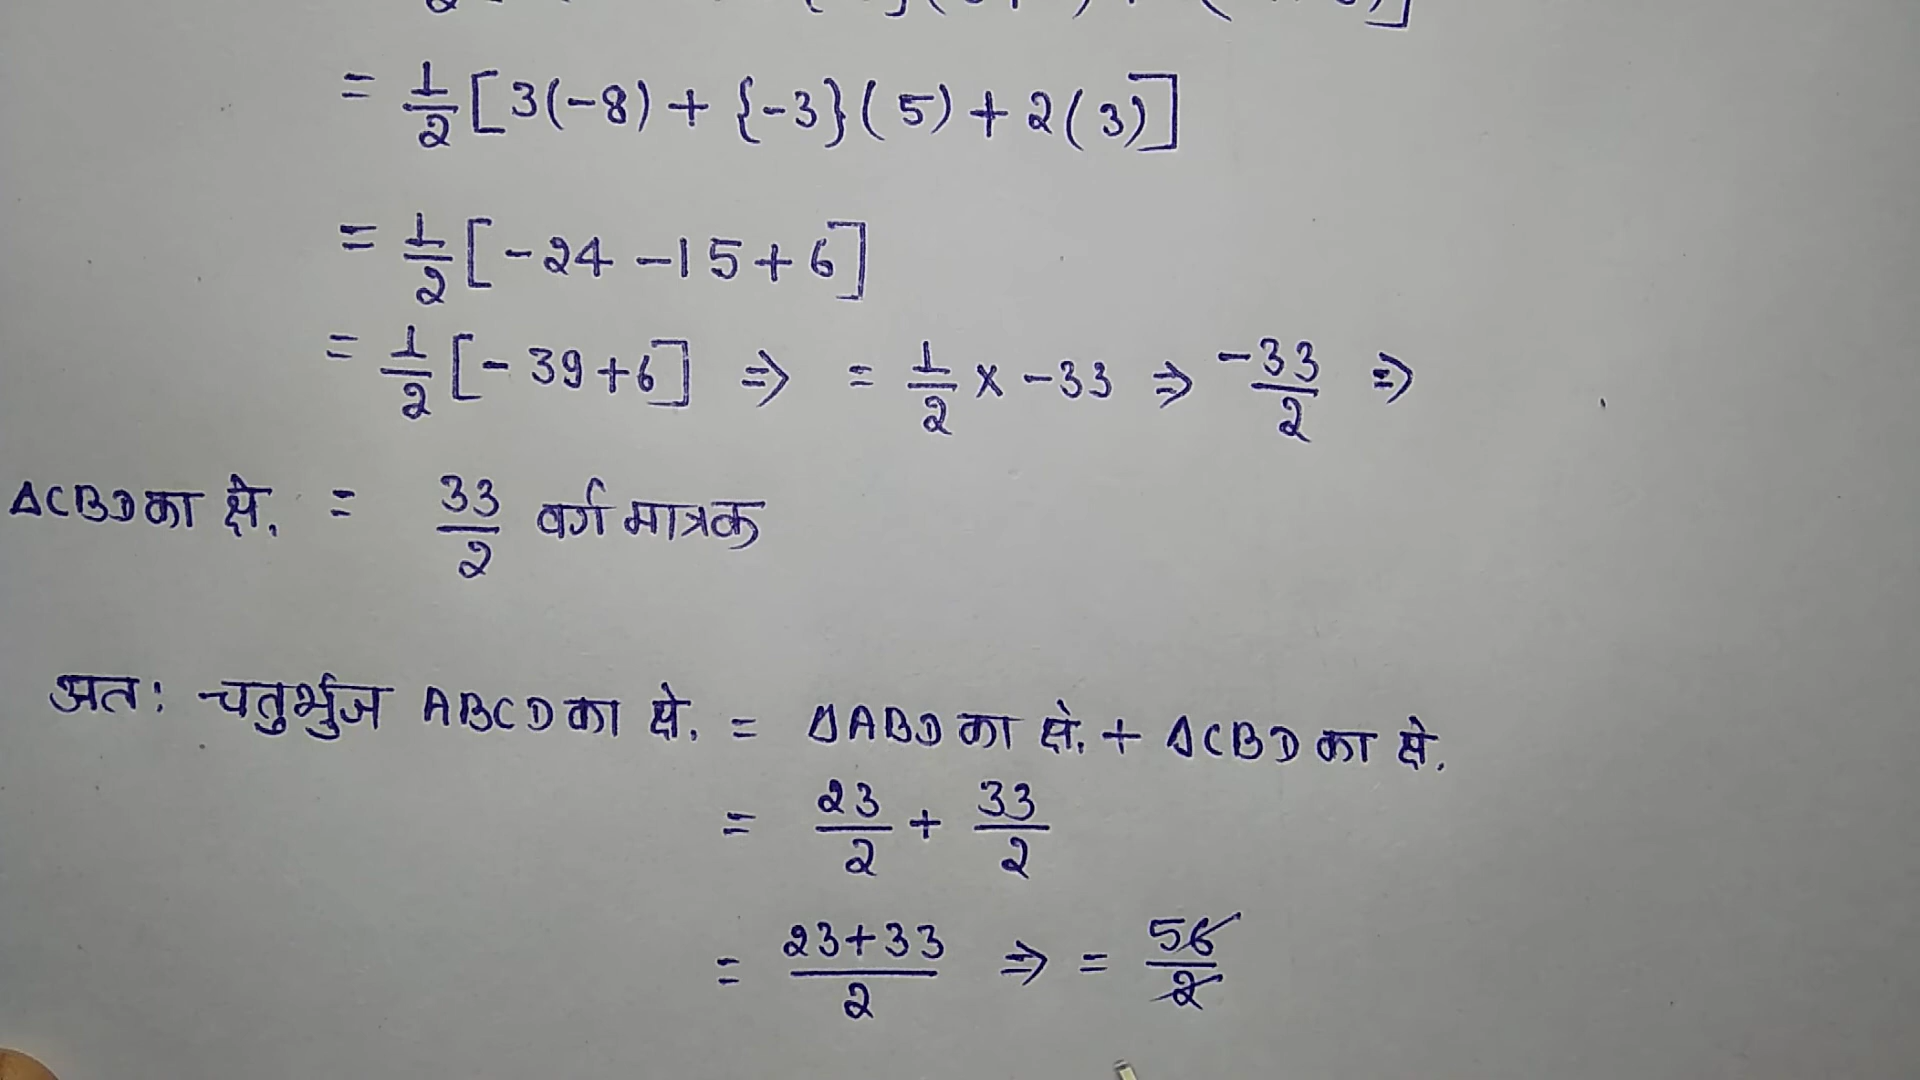 = 1/2 [3(-8) + {-3}(5) + 2(3)]
= 1/2 [-24 -15 + 6]
= 1/2 [-39+6] ⇒ = 1/2 × -33 ⇒ -33/2 ⇒
ΔCBD का क्षे. = 33/2 वर्ग मात्रक
अत: चतुर्भुज ABCD का क्षे. = ΔABD का क्षे. + ΔCBD का क्षे.
= 23/2 + 33/2
= 23+33/2 ⇒ = 56/2